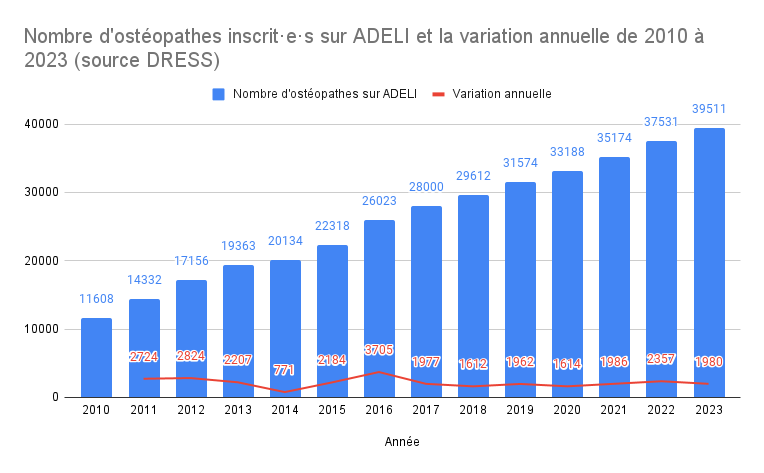 Nombre d'ostéopathes inscrit·e·s sur ADELI et la variation annuelle de 2010 à
2023 (source DRESS)
Nombre d'ostéopathes sur ADELI Variation annuelle
40000
30000
20000
10000
0
11608 14332 17156 19363 20134 22318 26023 28000 29612 31574 33188 35174 37531 39511
2724 2824 2207 771 2184 3705 1977 1612 1962 1614 1986 2357 1980
2010 2011 2012 2013 2014 2015 2016 2017 2018 2019 2020 2021 2022 2023
Année